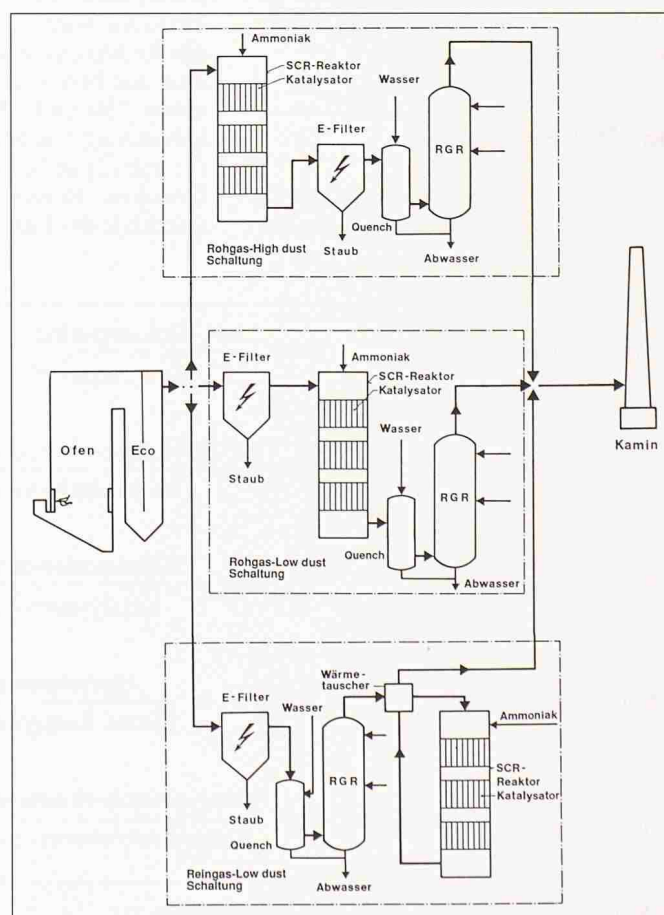 Ammoniak
SCR-Reaktor
Katalysator
Wasser
E-Filter
RGR
Quench
Staub
Abwasser
Rohgas-High dust
Schaltung
E-Filter
Ammoniak
SCR-Reaktor
Katalysator
Wasser
Ofen
Eco
Staub
RGR
Kamin
Quench
Rohgas-Low dust
Schaltung
Abwasser
Wärme-
tauscher
E-Filter
Wasser
Ammoniak
RGR
SCR-
Reaktor
Katalysator
Staub
Quench
Reingas-Low dust
Schaltung
Abwasser